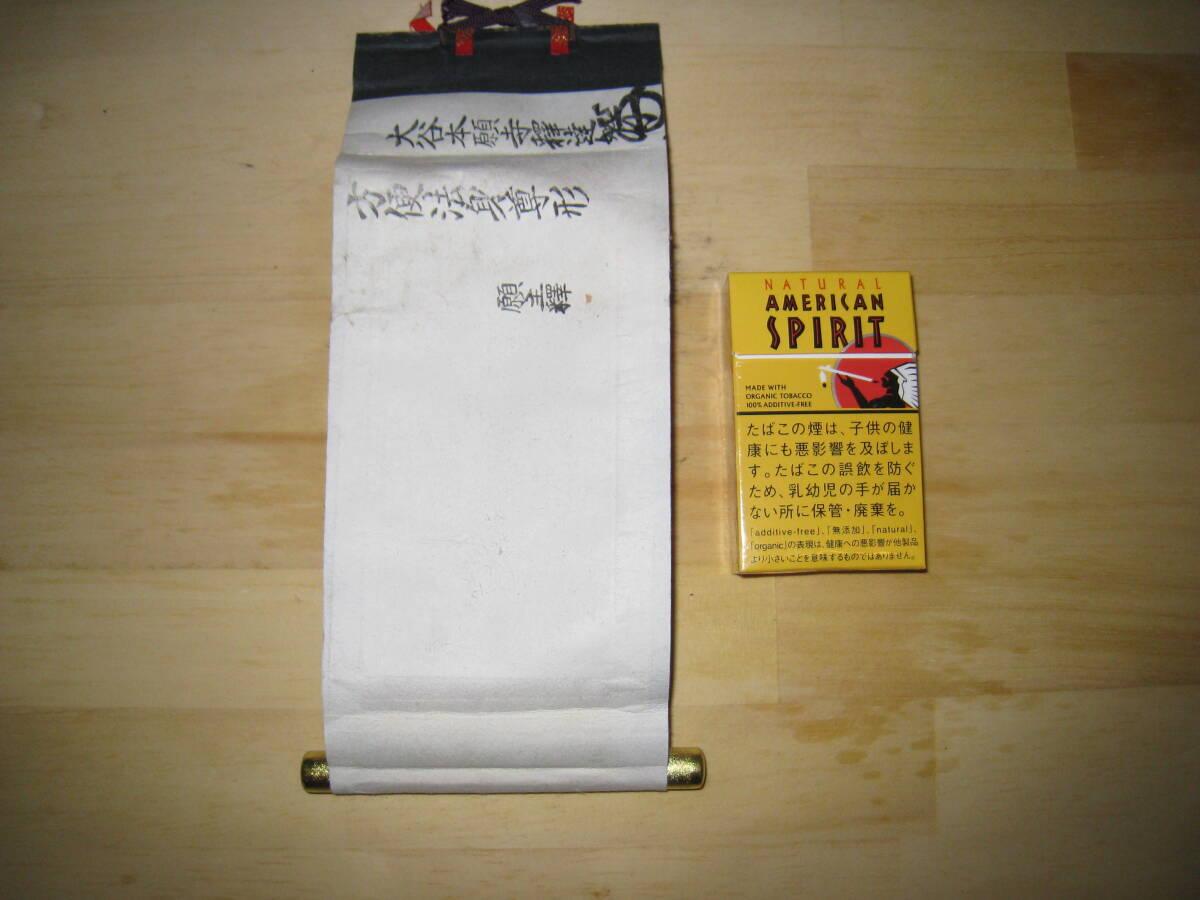 大谷本願寺釋達
方便法身尊形
願主釋
NATURAL
AMERICAN
SPIRIT
MADE WITH
ORGANIC TOBACCO
100% ADDITIVE-FREE
たばこの煙は、子供の健
康にも悪影響を及ぼしま
す。たばこの誤飲を防ぐ
ため、乳幼児の手が届か
ない所に保管・廃棄を。
「additive-free」、「無添加」、「natural」、
「organic」の表現は、健康への悪影響が他製品
より小さいことを意味するものではありません。